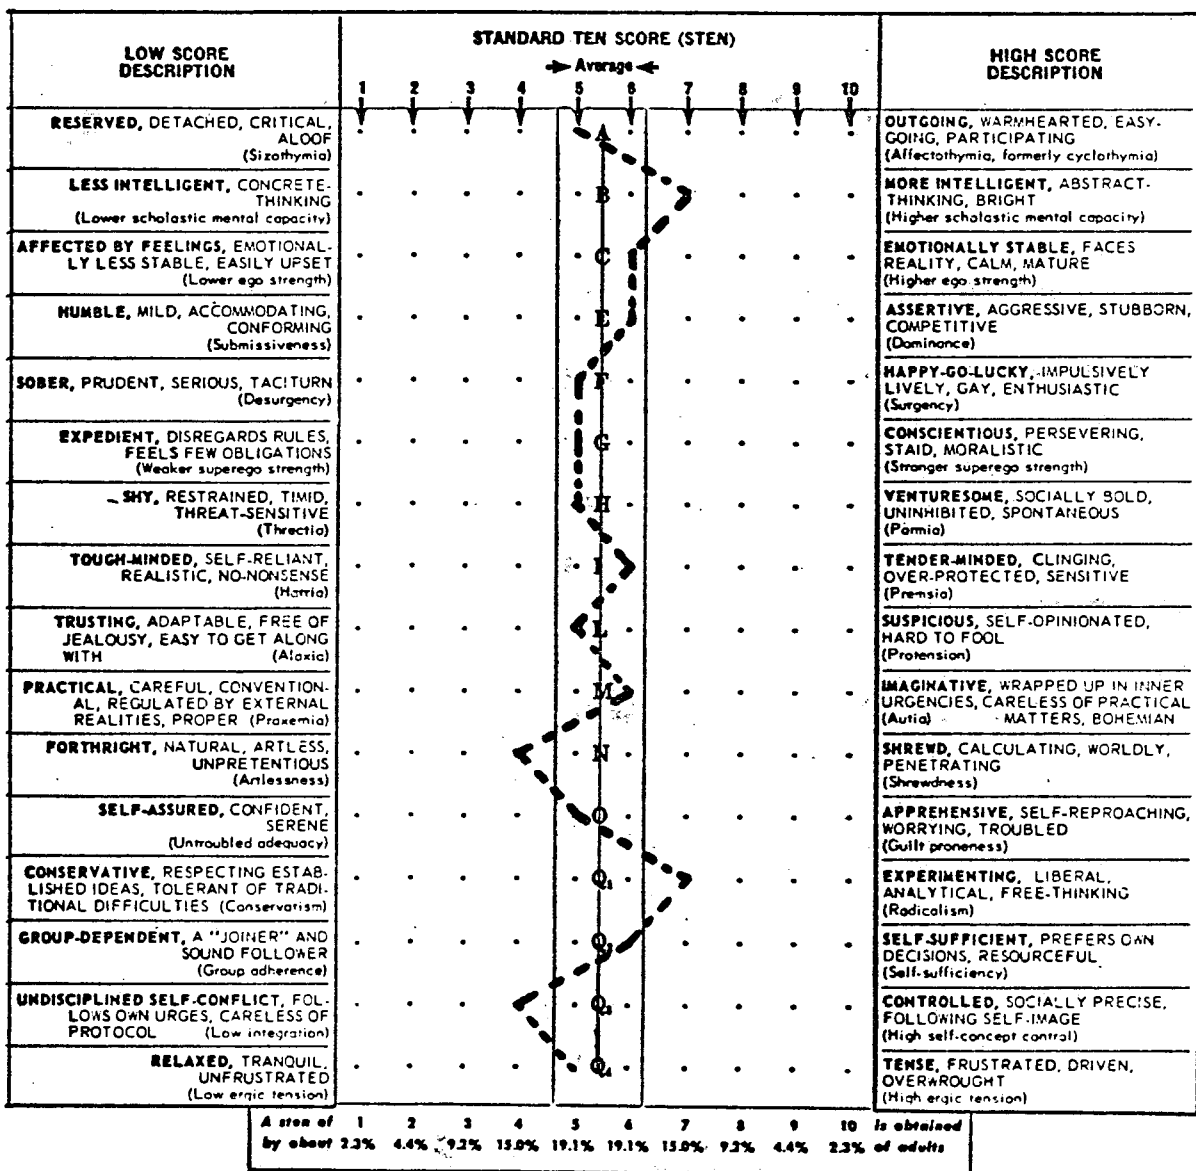 LOW SCORE
DESCRIPTION
STANDARD TEN SCORE (STEN)
Average
1 2 3 4 5 6 7 8 9 10
HIGH SCORE
DESCRIPTION
RESERVED, DETACHED, CRITICAL,
ALOOF
(Sizothymia)
A
OUTGOING, WARMHEARTED, EASY-
GOING, PARTICIPATING
(Affectothymia, formerly cyclothymia)
LESS INTELLIGENT, CONCRETE-
THINKING
(Lower scholastic mental capacity)
B
MORE INTELLIGENT, ABSTRACT-
THINKING, BRIGHT
(Higher scholastic mental capacity)
AFFECTED BY FEELINGS, EMOTIONAL-
LY LESS STABLE, EASILY UPSET
(Lower ego strength)
C
EMOTIONALLY STABLE, FACES
REALITY, CALM, MATURE
(Higher ego strength)
HUMBLE, MILD, ACCOMMODATING,
CONFORMING
(Submissiveness)
E
ASSERTIVE, AGGRESSIVE, STUBBORN,
COMPETITIVE
(Dominance)
SOBER, PRUDENT, SERIOUS, TACITURN
(Desurgency)
F
HAPPY-GO-LUCKY, IMPULSIVELY
LIVELY, GAY, ENTHUSIASTIC
(Surgency)
EXPEDIENT, DISREGARDS RULES,
FEELS FEW OBLIGATIONS
(Weaker superego strength)
G
CONSCIENTIOUS, PERSEVERING,
STAID, MORALISTIC
(Stronger superego strength)
SHY, RESTRAINED, TIMID,
THREAT-SENSITIVE
(Threctia)
H
VENTURESOME, SOCIALLY BOLD,
UNINHIBITED, SPONTANEOUS
(Parmia)
TOUGH-MINDED, SELF-RELIANT,
REALISTIC, NO-NONSENSE
(Harria)
I
TENDER-MINDED, CLINGING,
OVER-PROTECTED, SENSITIVE
(Premsia)
TRUSTING, ADAPTABLE, FREE OF
JEALOUSY, EASY TO GET ALONG
WITH (Alaxia)
L
SUSPICIOUS, SELF-OPINIONATED,
HARD TO FOOL
(Protension)
PRACTICAL, CAREFUL, CONVENTION-
AL, REGULATED BY EXTERNAL
REALITIES, PROPER (Praxernia)
M
IMAGINATIVE, WRAPPED UP IN INNER
URGENCIES, CARELESS OF PRACTICAL
(Autia) MATTERS, BOHEMIAN
FORTHRIGHT, NATURAL, ARTLESS,
UNPRETENTIOUS
(Artlessness)
N
SHREWD, CALCULATING, WORLDLY,
PENETRATING
(Shrewdness)
SELF-ASSURED, CONFIDENT,
SERENE
(Untroubled adequacy)
O
APPREHENSIVE, SELF-REPROACHING,
WORRYING, TROUBLED
(Guilt proneness)
CONSERVATIVE, RESPECTING ESTAB-
LISHED IDEAS, TOLERANT OF TRADI-
TIONAL DIFFICULTIES (Conservatism)
Q₁
EXPERIMENTING, LIBERAL,
ANALYTICAL, FREE-THINKING
(Radicalism)
GROUP-DEPENDENT, A "JOINER" AND
SOUND FOLLOWER
(Group adherence)
Q₂
SELF-SUFFICIENT, PREFERS OWN
DECISIONS, RESOURCEFUL
(Self-sufficiency)
UNDISCIPLINED SELF-CONFLICT, FOL-
LOWS OWN URGES, CARELESS OF
PROTOCOL (Low integration)
Q₃
CONTROLLED, SOCIALLY PRECISE,
FOLLOWING SELF-IMAGE
(High self-concept control)
RELAXED, TRANQUIL,
UNFRUSTRATED
(Low ergic tension)
Q₄
TENSE, FRUSTRATED, DRIVEN,
OVERWROUGHT
(High ergic tension)
A sten of 1 2 3 4 5 6 7 8 9 10 is obtained
by about 2.3% 4.4% 9.2% 15.0% 19.1% 19.1% 15.0% 9.2% 4.4% 2.3% of adults